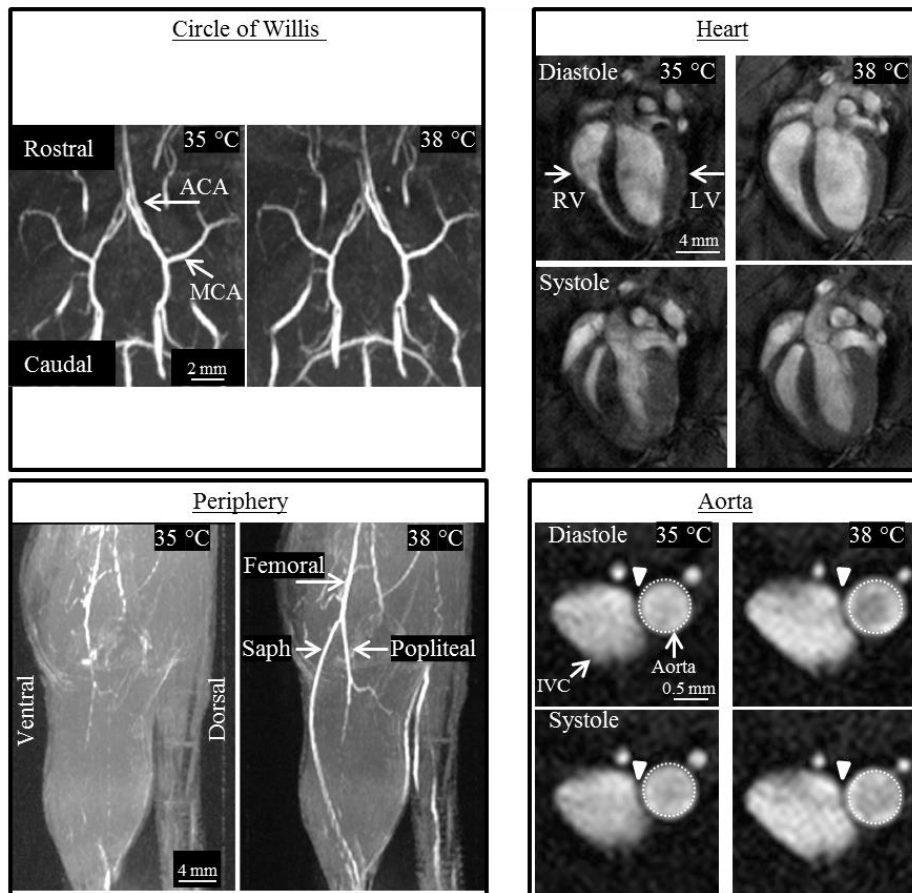 Circle of Willis
Rostral
35 °C
38 °C
ACA
MCA
Caudal
2 mm
Heart
Diastole
35 °C
38 °C
RV
LV
4 mm
Systole
Periphery
35 °C
38 °C
Femoral
Saph
Popliteal
Ventral
Dorsal
4 mm
Aorta
Diastole
35 °C
38 °C
IVC
Aorta
0.5 mm
Systole